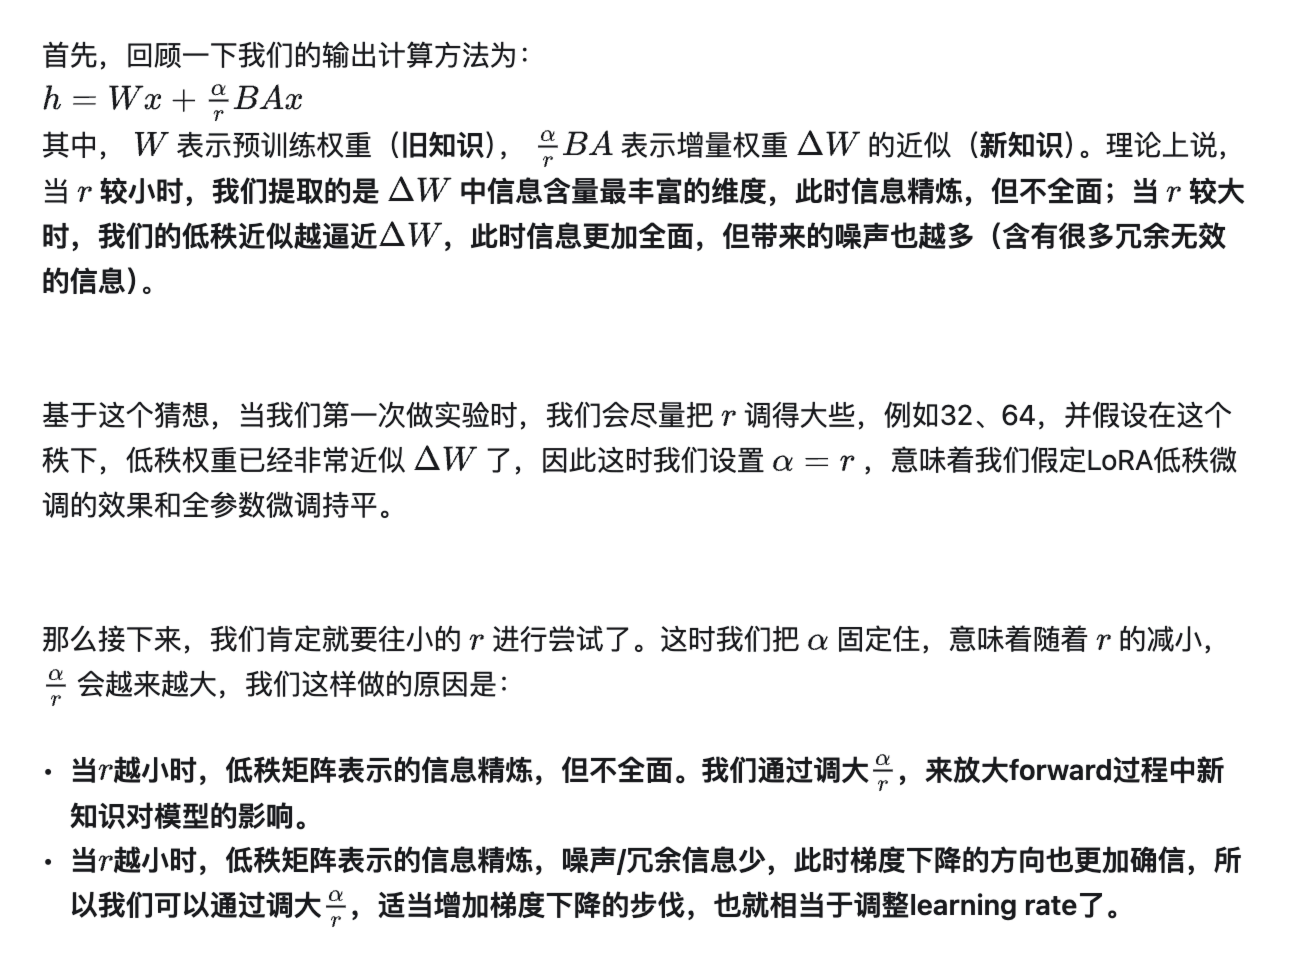 首先，回顾一下我们的输出计算方法为：
h = Wx + \frac{α}{r}BAx
其中， W 表示预训练权重（旧知识）， \frac{α}{r}BA 表示增量权重 ΔW 的近似（新知识）。理论上说，
当 r 较小时，我们提取的是 ΔW 中信息含量最丰富的维度，此时信息精炼，但不全面；当 r 较大
时，我们的低秩近似越逼近ΔW，此时信息更加全面，但带来的噪声也越多（含有很多冗余无效
的信息）。
基于这个猜想，当我们第一次做实验时，我们会尽量把 r 调得大些，例如32、64，并假设在这个
秩下，低秩权重已经非常近似 ΔW 了，因此这时我们设置 α = r ，意味着我们假定LoRA低秩微
调的效果和全参数微调持平。
那么接下来，我们肯定就要往小的 r 进行尝试了。这时我们把 α 固定住，意味着随着 r 的减小，
\frac{α}{r} 会越来越大，我们这样做的原因是：
• 当r越小时，低秩矩阵表示的信息精炼，但不全面。我们通过调大\frac{α}{r}，来放大forward过程中新
知识对模型的影响。
• 当r越小时，低秩矩阵表示的信息精炼，噪声/冗余信息少，此时梯度下降的方向也更加确信，所
以我们可以通过调大\frac{α}{r}，适当增加梯度下降的步伐，也就相当于调整learning rate了。